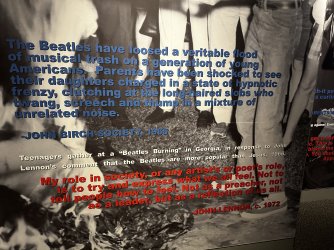 The Beatles have loosed a veritable flood
of musical trash on a generation of young
Americans. Parents have been shocked to see
their daughters change in a state of hypnotic
frenzy, clutching at the long-haired slobs who
twang, screech and thump in a mixture of
unrelated noise.
-JOHN BIRCH SOCIETY,
Teenagers gather at a "Beatles Burning" in Georgia, in response to John
Lennon's comment that the Beatles are more popular than
My role in society, or any artist's or poet's role,
is to try and express what we all feel. Not to
tell people how to feel. Not as a preacher, not
as a leader, but as a reflection of us all.
-JOHN LENNON, c. 1972